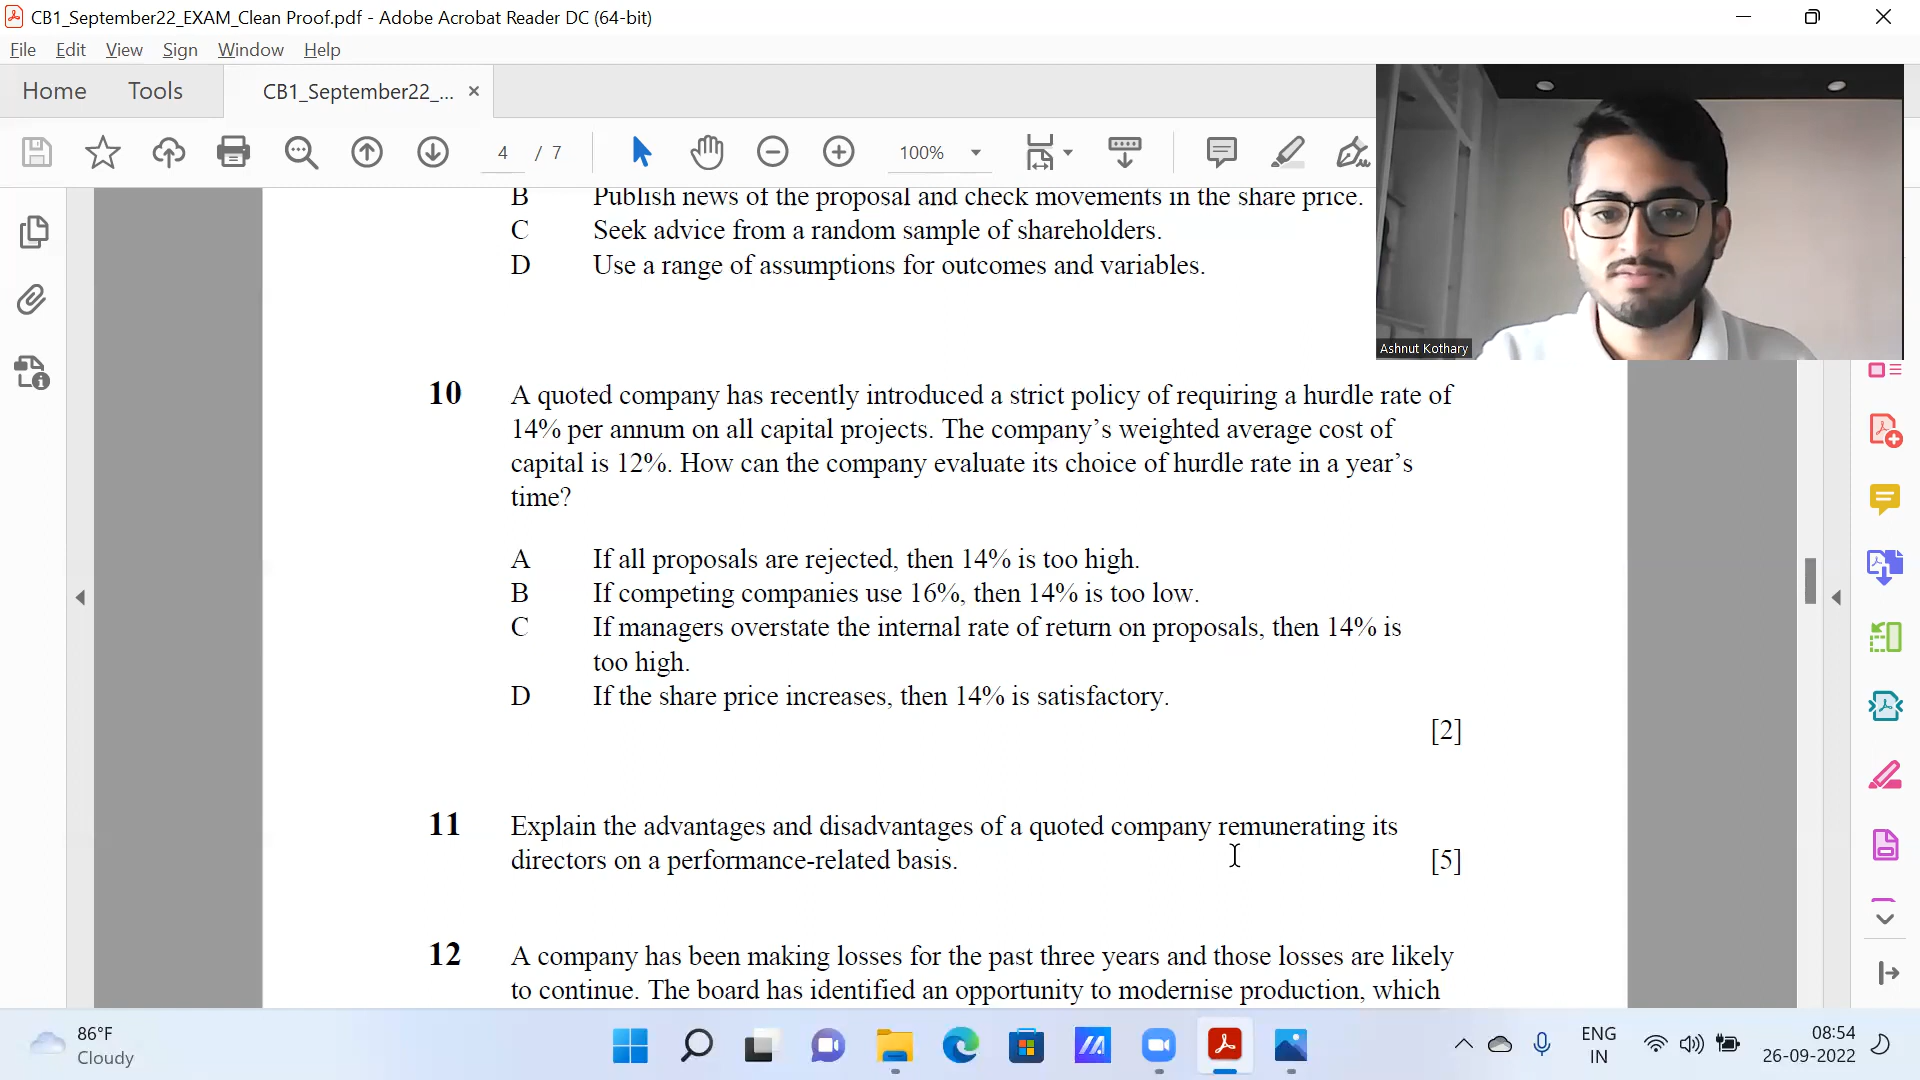 CB1_September22_EXAM_Clean Proof.pdf - Adobe Acrobat Reader DC (64-bit)
File Edit View Sign Window Help
Home Tools CB1_September22_... ×
4 / 7 100%
B Publish news of the proposal and check movements in the share price.
C Seek advice from a random sample of shareholders.
D Use a range of assumptions for outcomes and variables.
Ashnut Kothary
10 A quoted company has recently introduced a strict policy of requiring a hurdle rate of
14% per annum on all capital projects. The company’s weighted average cost of
capital is 12%. How can the company evaluate its choice of hurdle rate in a year’s
time?
A If all proposals are rejected, then 14% is too high.
B If competing companies use 16%, then 14% is too low.
C If managers overstate the internal rate of return on proposals, then 14% is
too high.
D If the share price increases, then 14% is satisfactory.
[2]
11 Explain the advantages and disadvantages of a quoted company remunerating its
directors on a performance-related basis. [5]
12 A company has been making losses for the past three years and those losses are likely
to continue. The board has identified an opportunity to modernise production, which
86°F
Cloudy
ENG
IN
08:54
26-09-2022